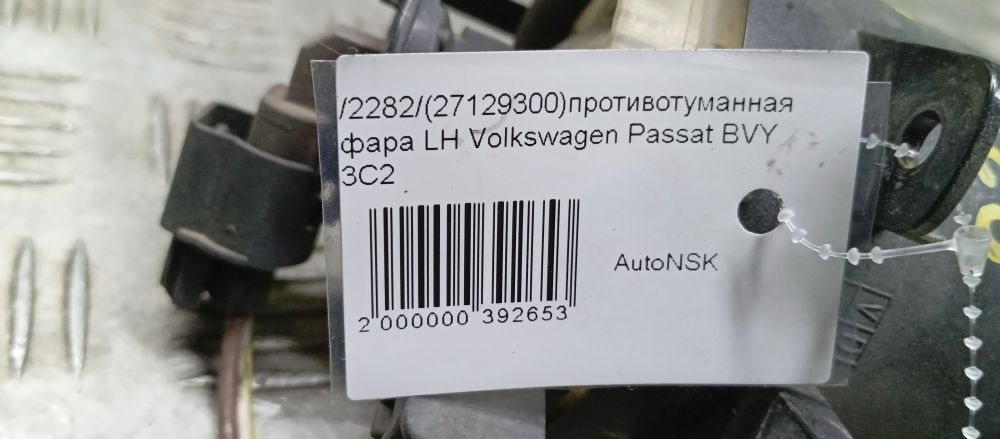 /2282/(27129300)противотуманная
фара LH Volkswagen Passat BVY
3C2
AutoNSK
2 000000 392653